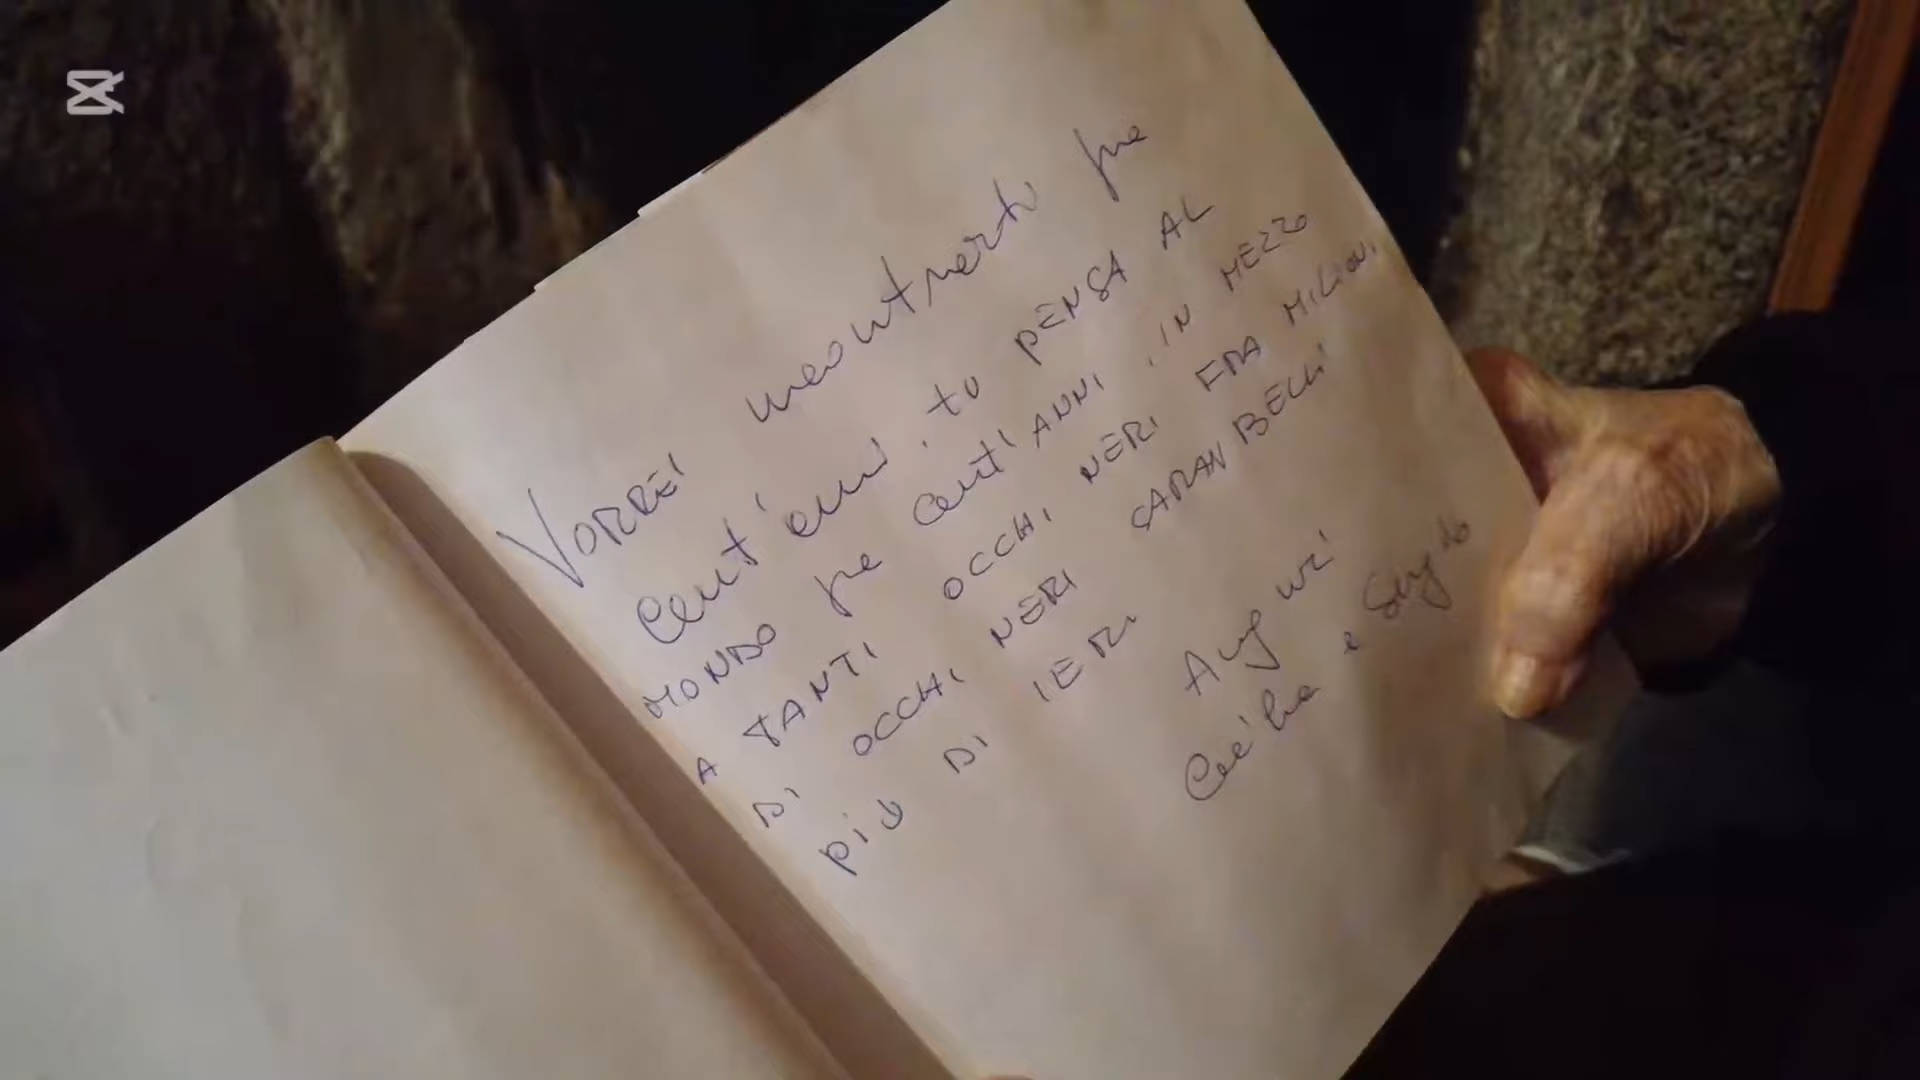 VORREI incontrarti fra
cent'anni, tu PENSA AL
MONDO fra cent'ANNI, IN MEZZO
A TANTI OCCHI NERI FRA MILIONI
DI OCCHI NERI SARAN BELLI
PIÙ DI IERI
Auguri
Cecilia e